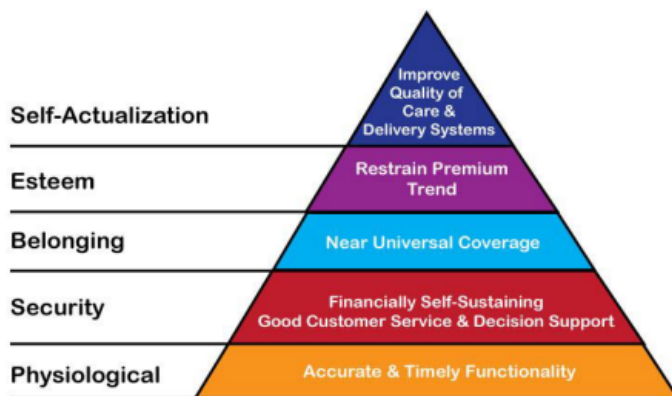 Improve
Quality of
Care &
Delivery Systems
Self-Actualization
Restrain Premium
Trend
Esteem
Near Universal Coverage
Belonging
Financially Self-Sustaining
Good Customer Service & Decision Support
Security
Accurate & Timely Functionality
Physiological